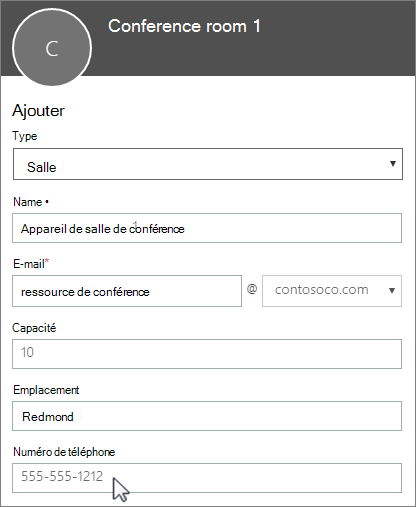 C
Conference room 1
Ajouter
Type
Salle
Name •
Appareil de salle de conférence
E-mail*
ressource de conférence @ contosoco.com
Capacité
10
Emplacement
Redmond
Numéro de téléphone
555-555-1212